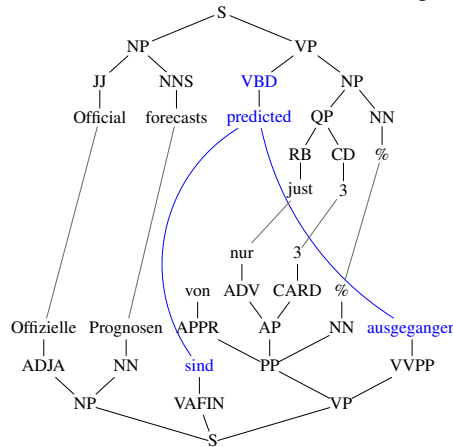 S
NP VP
JJ NNS VBD NP
Official forecasts predicted QP NN
RB CD %
just 3
nur 3
von ADV CARD %
Offizielle Prognosen APPR AP NN ausgegangen
ADJA NN sind PP VVPP
NP VAFIN VP
S